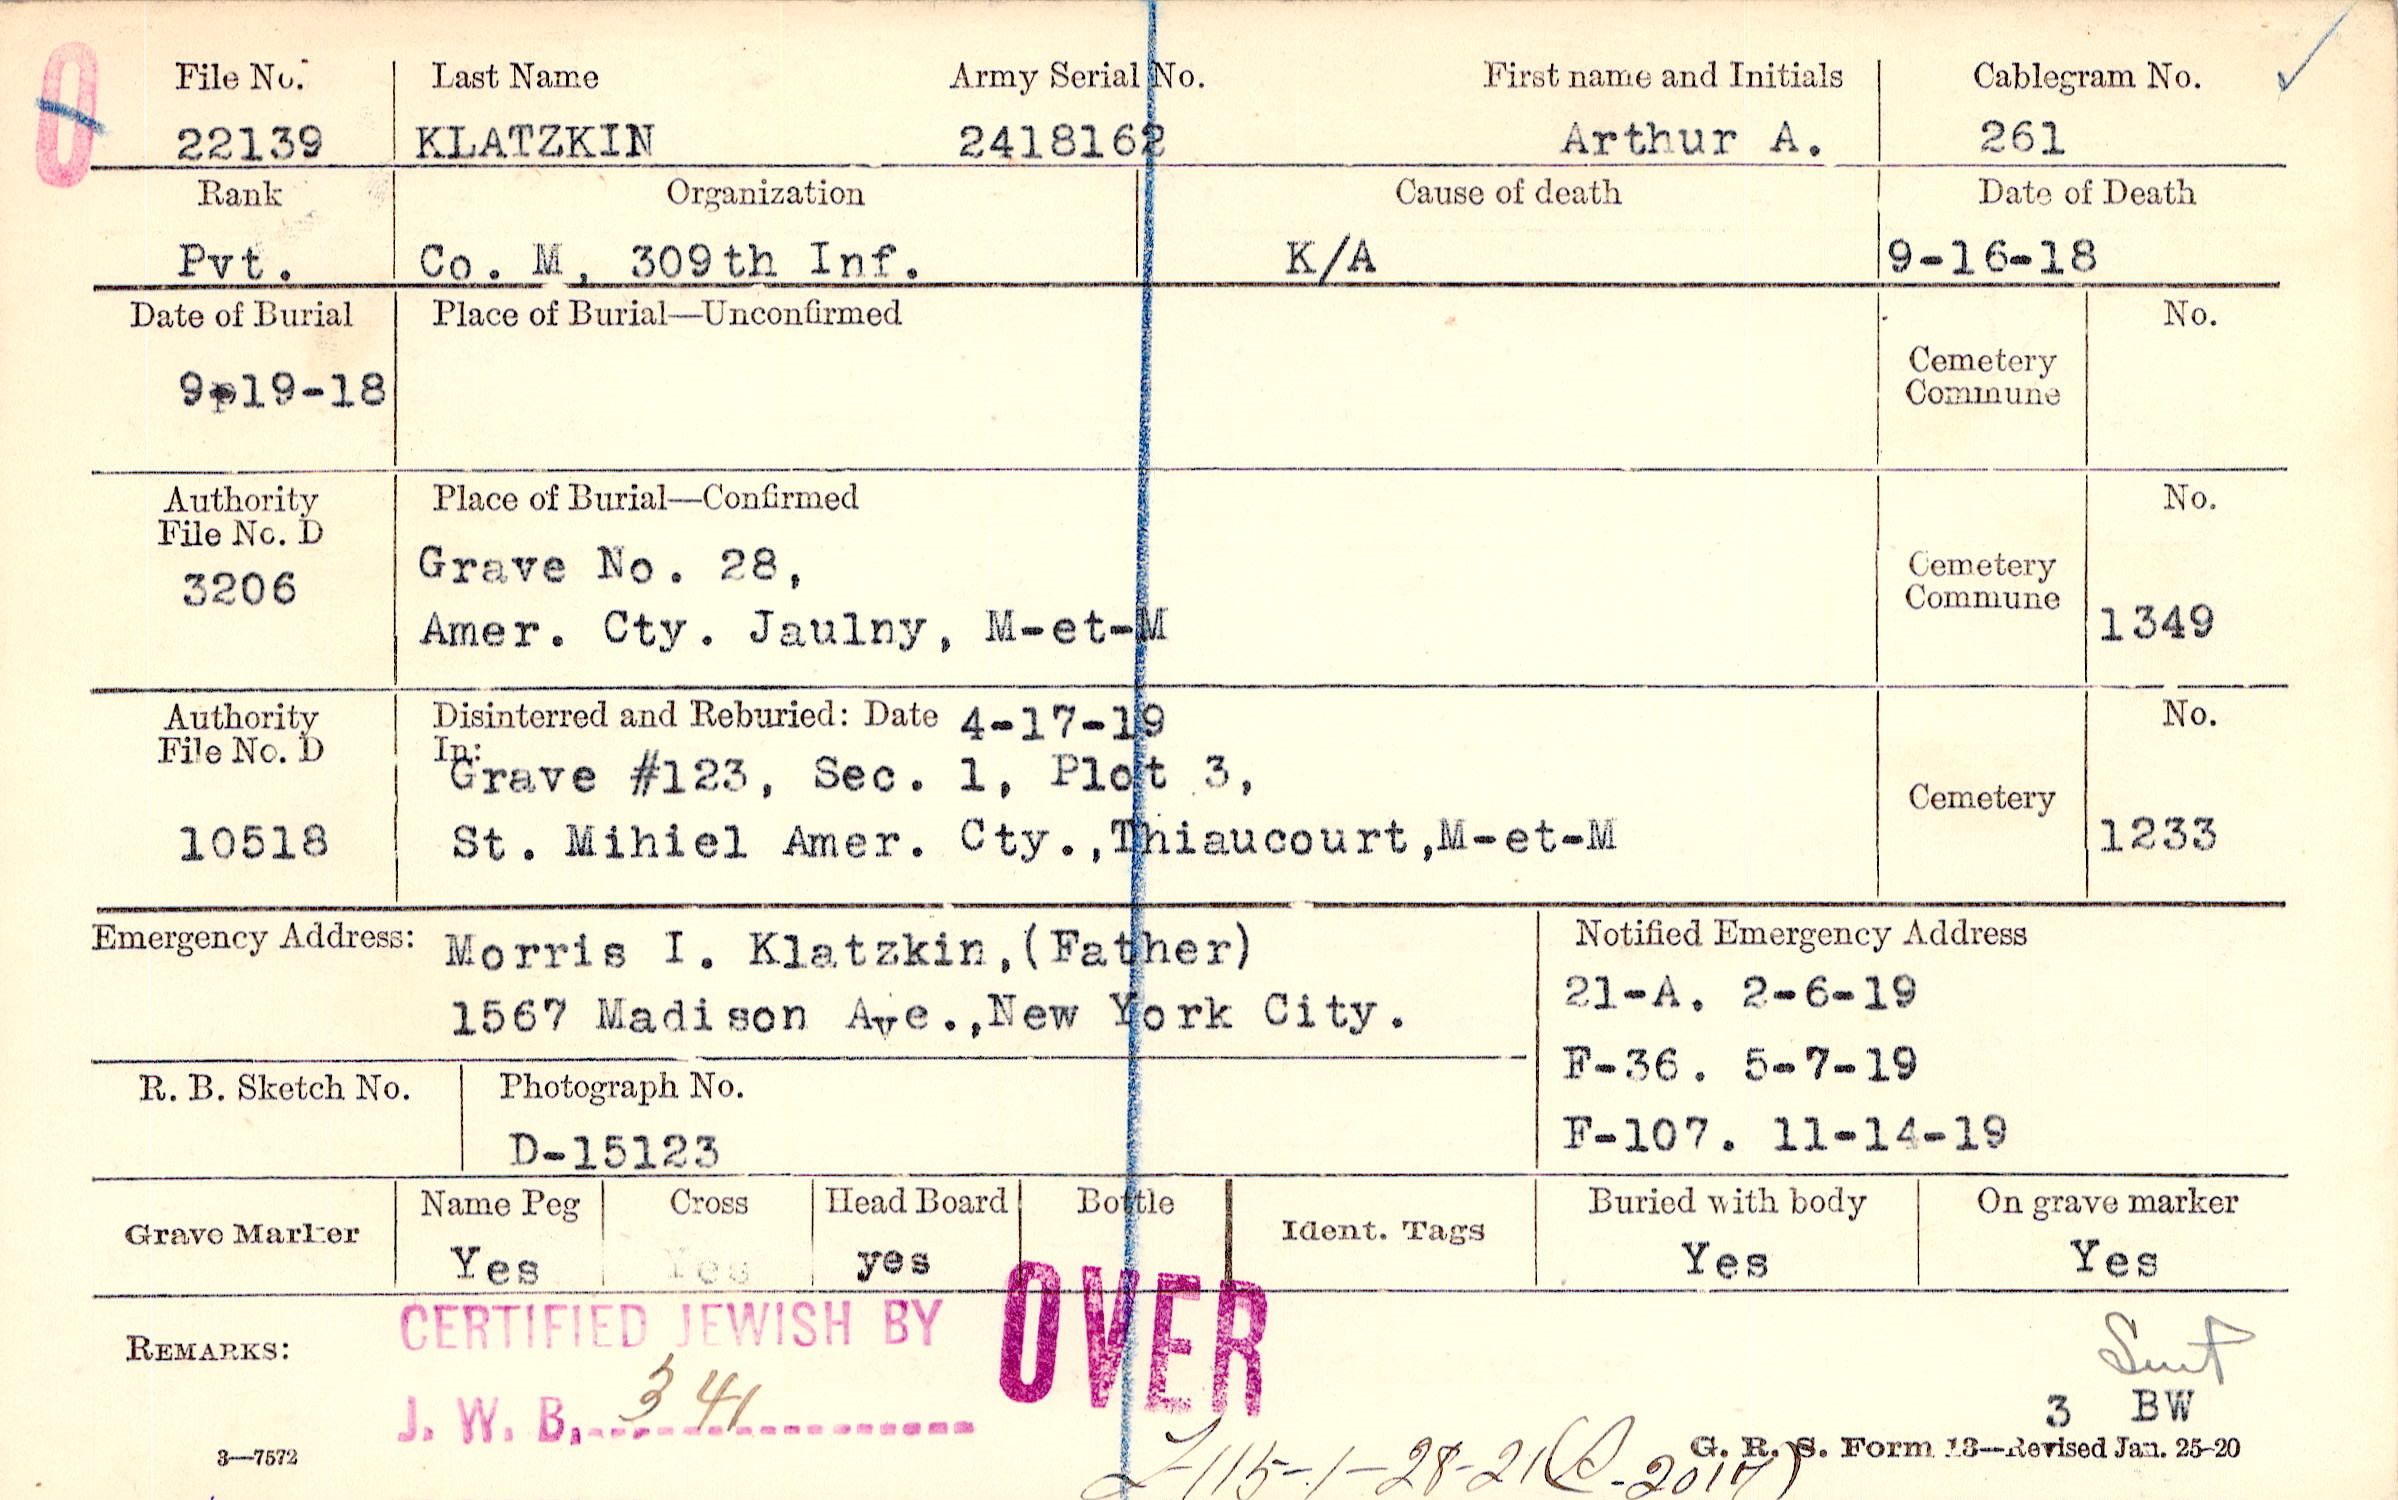 O
File No. Last Name Army Serial No. First name and Initials Cablegram No.
22139 KLATZKIN 2418162 Arthur A. 261
Rank Organization Cause of death Date of Death
Pvt. Co. M, 309th Inf. K/A 9-16-18
Date of Burial Place of Burial—Unconfirmed No.
9-19-18 Cemetery
Commune
Authority Place of Burial—Confirmed No.
File No. D
3206 Grave No. 28, Cemetery
Commune
Amer. Cty. Jaulny, M-et-M 1349
Authority Disinterred and Reburied: Date 4-17-19 No.
File No. D In:
Grave #123, Sec. 1, Plot 3, Cemetery
10518 St. Mihiel Amer. Cty.,Thiaucourt,M-et-M 1233
Emergency Address: Morris I. Klatzkin,(Father)
1567 Madison Ave.,New York City.
Notified Emergency Address
21-A. 2-6-19
F-36. 5-7-19
F-107. 11-14-19
R. B. Sketch No. Photograph No.
D-15123
Grave Marker Name Peg Cross Head Board Bottle Ident. Tags Buried with body On grave marker
Yes Yes yes Yes Yes
REMARKS: CERTIFIED JEWISH BY OVER
J. W. B. 341
3 BW
3—7572 G. R. S. Form 13—Revised Jan. 25-20
115-1-28-21